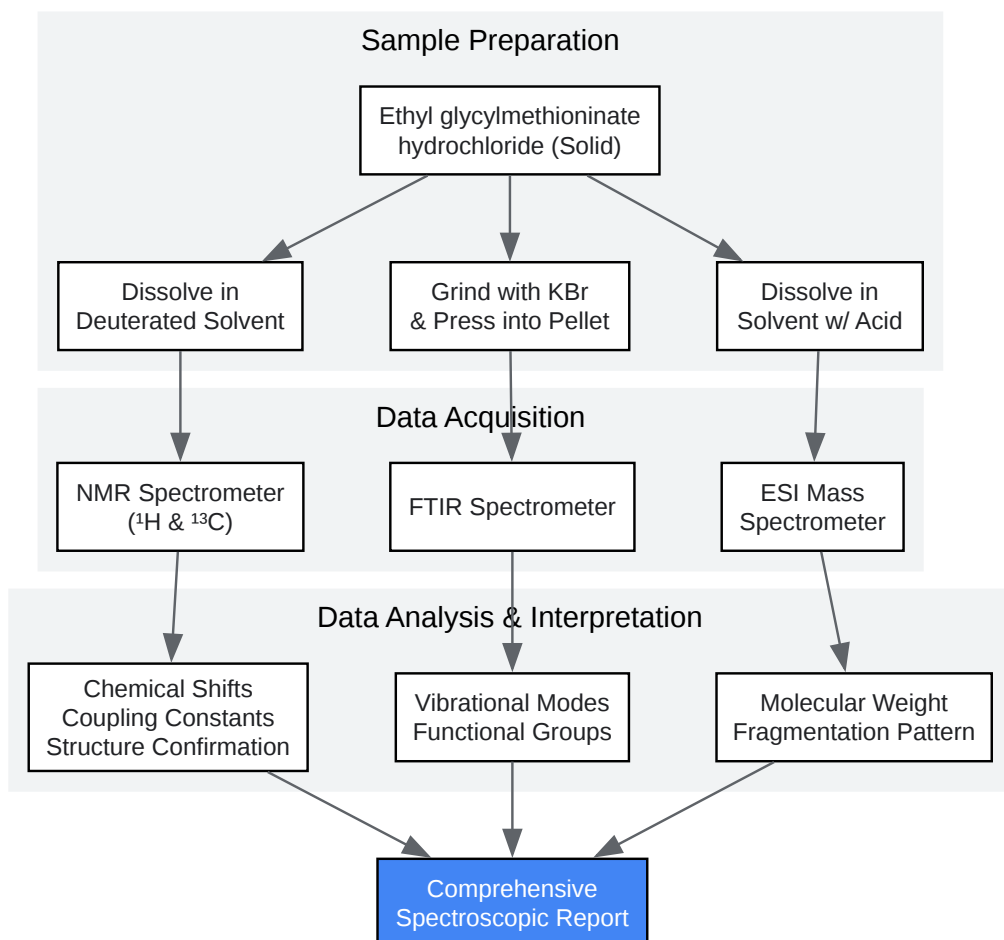 Sample Preparation
Ethyl glycylmethioninate
hydrochloride (Solid)
Dissolve in
Deuterated Solvent
Grind with KBr
& Press into Pellet
Dissolve in
Solvent w/ Acid
Data Acquisition
NMR Spectrometer
(¹H & ¹³C)
FTIR Spectrometer
ESI Mass
Spectrometer
Data Analysis & Interpretation
Chemical Shifts
Coupling Constants
Structure Confirmation
Vibrational Modes
Functional Groups
Molecular Weight
Fragmentation Pattern
Comprehensive
Spectroscopic Report